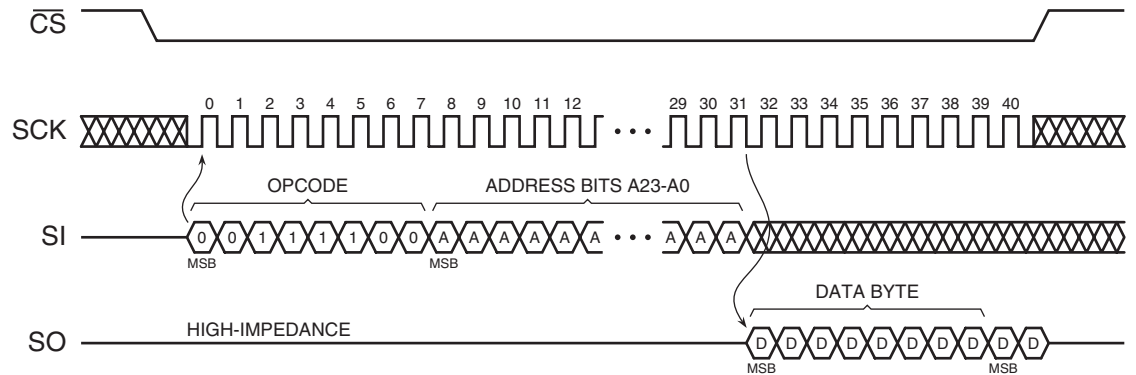 CS
SCK
0 1 2 3 4 5 6 7 8 9 10 11 12 29 30 31 32 33 34 35 36 37 38 39 40
OPCODE ADDRESS BITS A23-A0
SI
0 0 1 1 1 1 0 0 A A A A A A • • • A A A
MSB MSB
DATA BYTE
HIGH-IMPEDANCE
SO
D D D D D D D D D D
MSB MSB